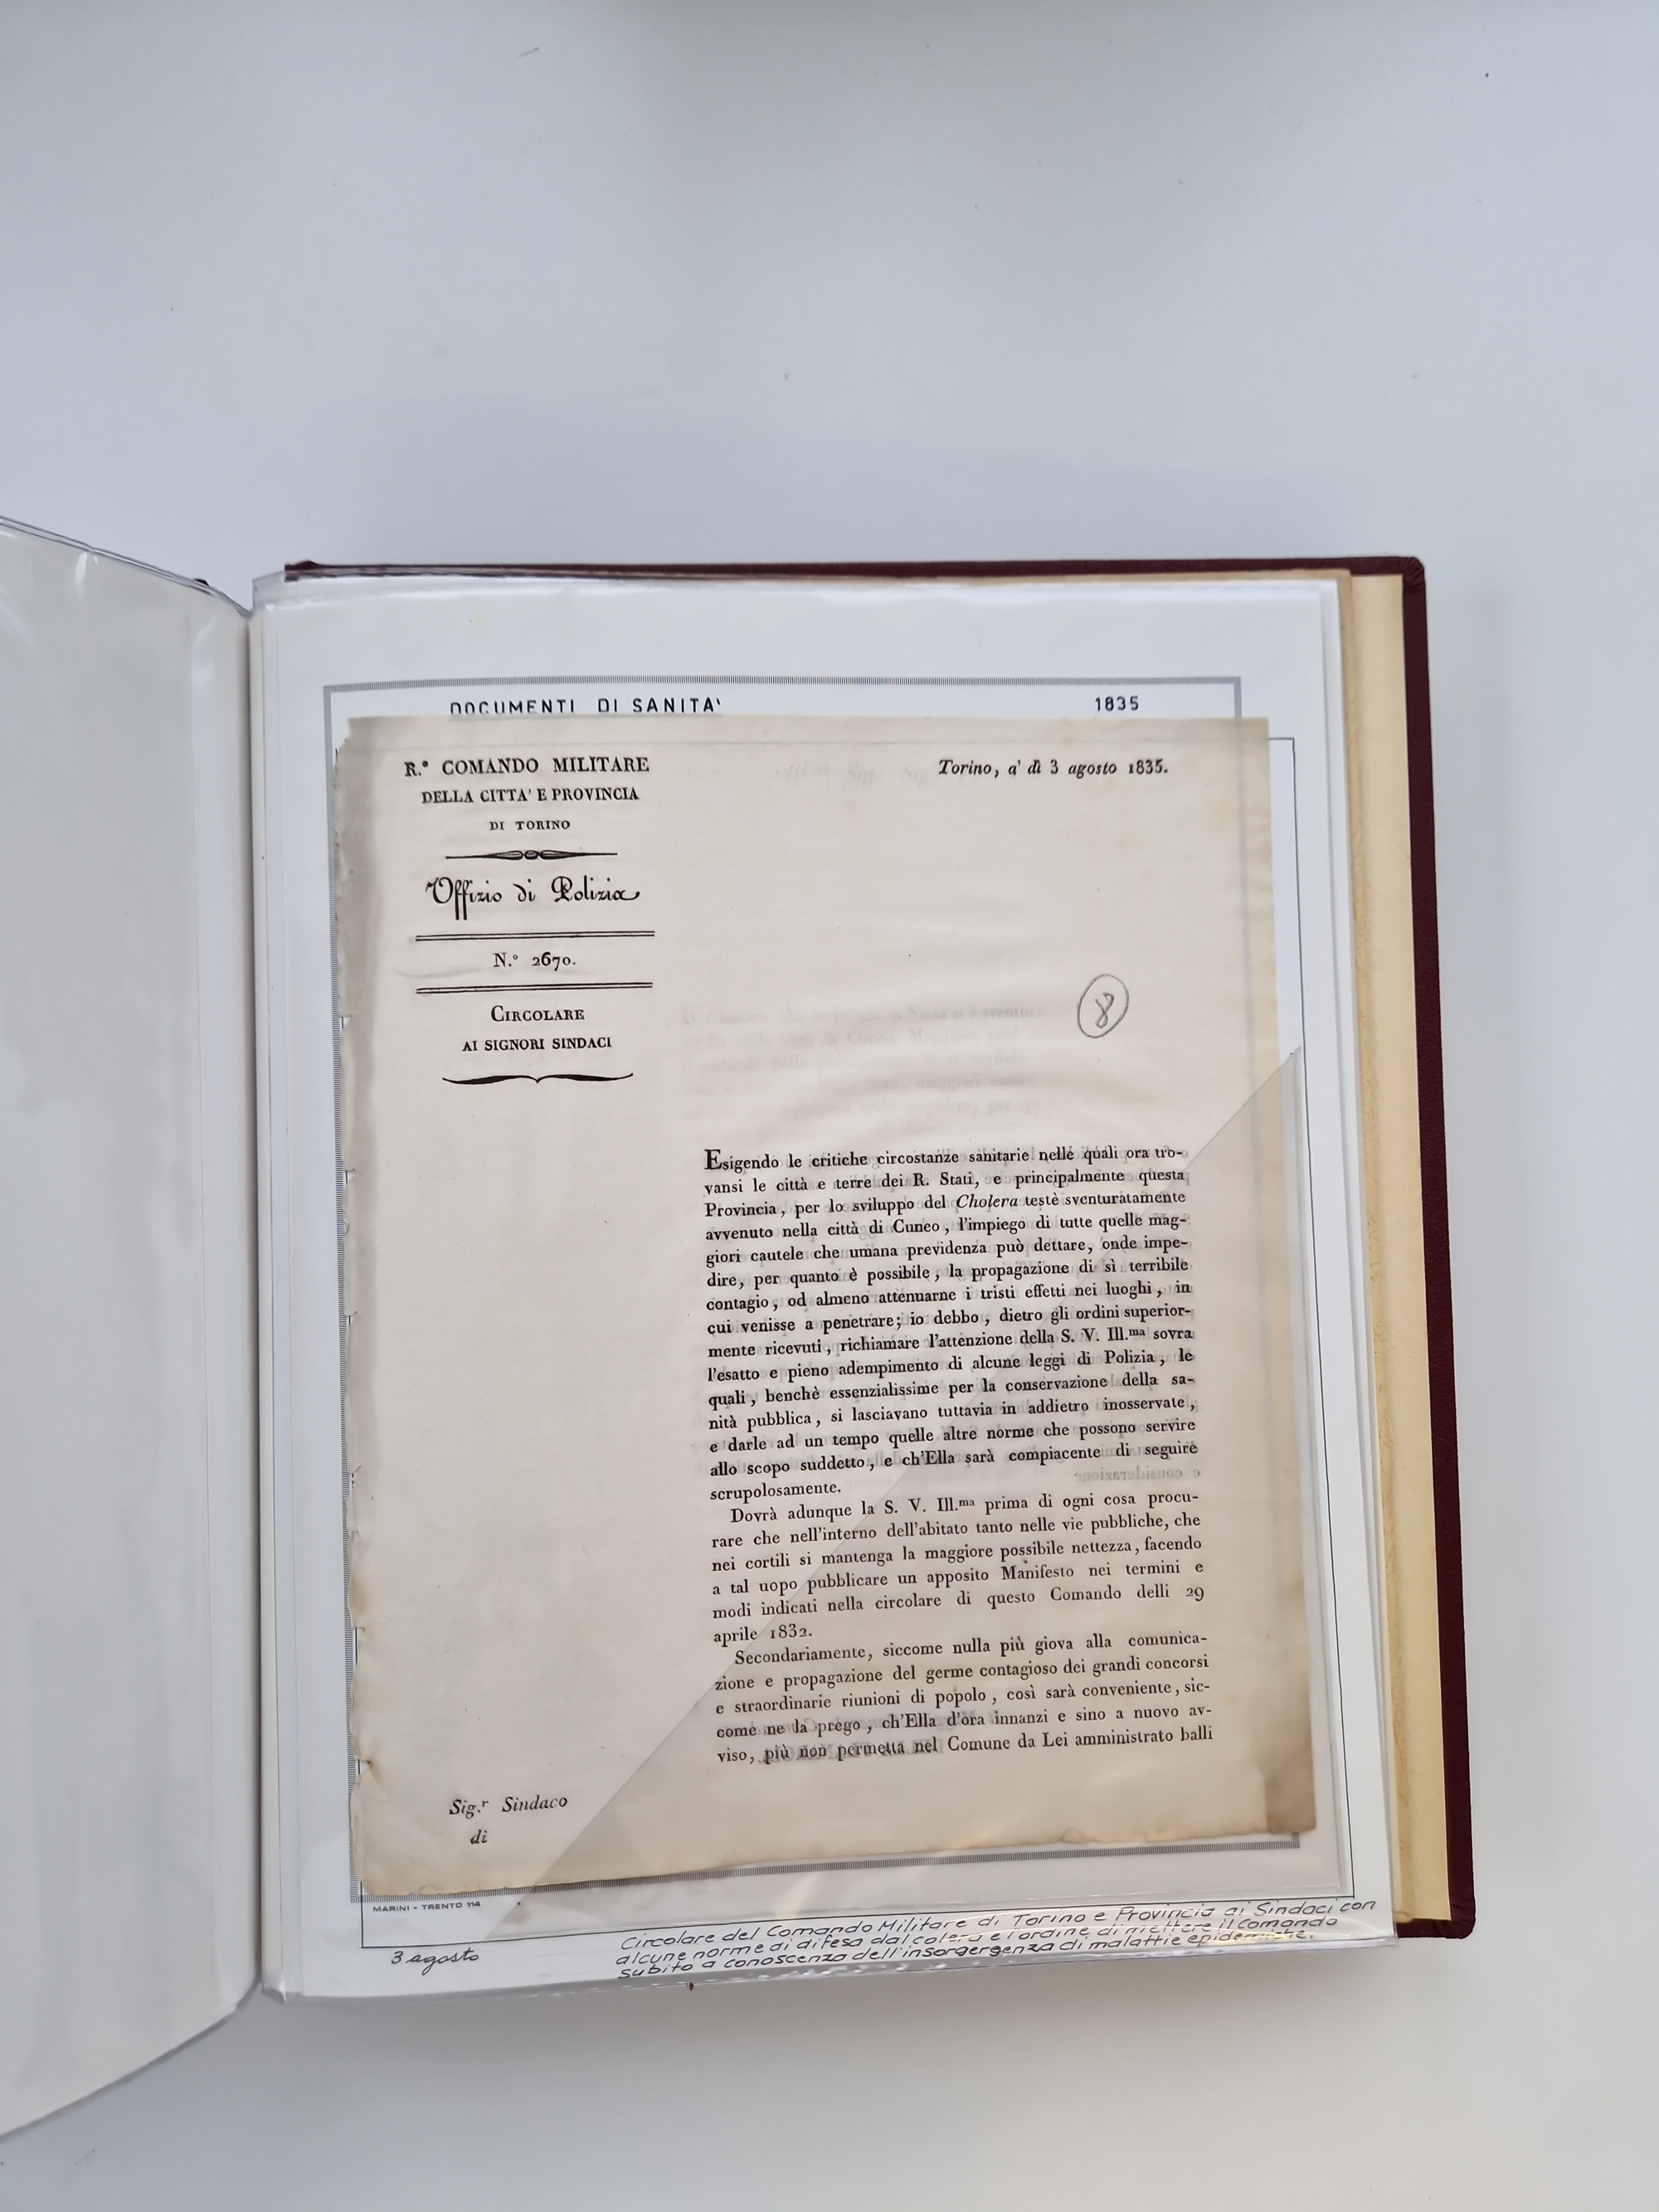 DOCUMENTI DI SANITA' 1835
R.° COMANDO MILITARE
DELLA CITTA' E PROVINCIA
DI TORINO
Offizio di Polizia
N.° 2670.
CIRCOLARE
AI SIGNORI SINDACI
Torino, a' dì 3 agosto 1835.
8
Esigendo le critiche circostanze sanitarie nelle quali ora tro-
vansi le città e terre dei R. Stati, e principalmente questa
Provincia, per lo sviluppo del Cholera testè sventuratamente
avvenuto nella città di Cuneo, l'impiego di tutte quelle mag-
giori cautele che umana previdenza può dettare, onde impe-
dire, per quanto è possibile, la propagazione di sì terribile
contagio, od almeno attenuarne i tristi effetti nei luoghi, in
cui venisse a penetrare; io debbo, dietro gli ordini superior-
mente ricevuti, richiamare l'attenzione della S. V. Ill.ma sovra
l'esatto e pieno adempimento di alcune leggi di Polizia, le
quali, benchè essenzialissime per la conservazione della sa-
nità pubblica, si lasciavano tuttavia in addietro inosservate,
e darle ad un tempo quelle altre norme che possono servire
allo scopo suddetto, e ch'Ella sarà compiacente di seguire
scrupolosamente.
Dovrà adunque la S. V. Ill.ma prima di ogni cosa procu-
rare che nell'interno dell'abitato tanto nelle vie pubbliche, che
nei cortili si mantenga la maggiore possibile nettezza, facendo
a tal uopo pubblicare un apposito Manifesto nei termini e
modi indicati nella circolare di questo Comando delli 29
aprile 1832.
Secondariamente, siccome nulla più giova alla comunica-
zione e propagazione del germe contagioso dei grandi concorsi
e straordinarie riunioni di popolo, così sarà conveniente, sic-
come ne la prego, ch'Ella d'ora innanzi e sino a nuovo av-
viso, più non permetta nel Comune da Lei amministrato balli
Sig.r Sindaco
di
MARINI - TRENTO 114
3 agosto
Circolare del Comando Militare di Torino e Provincia ai Sindaci con
alcune norme di difesa dal colera e l'ordine di mettere il comando
subito a conoscenza dell'insorgergenza di malattie epidemiche.